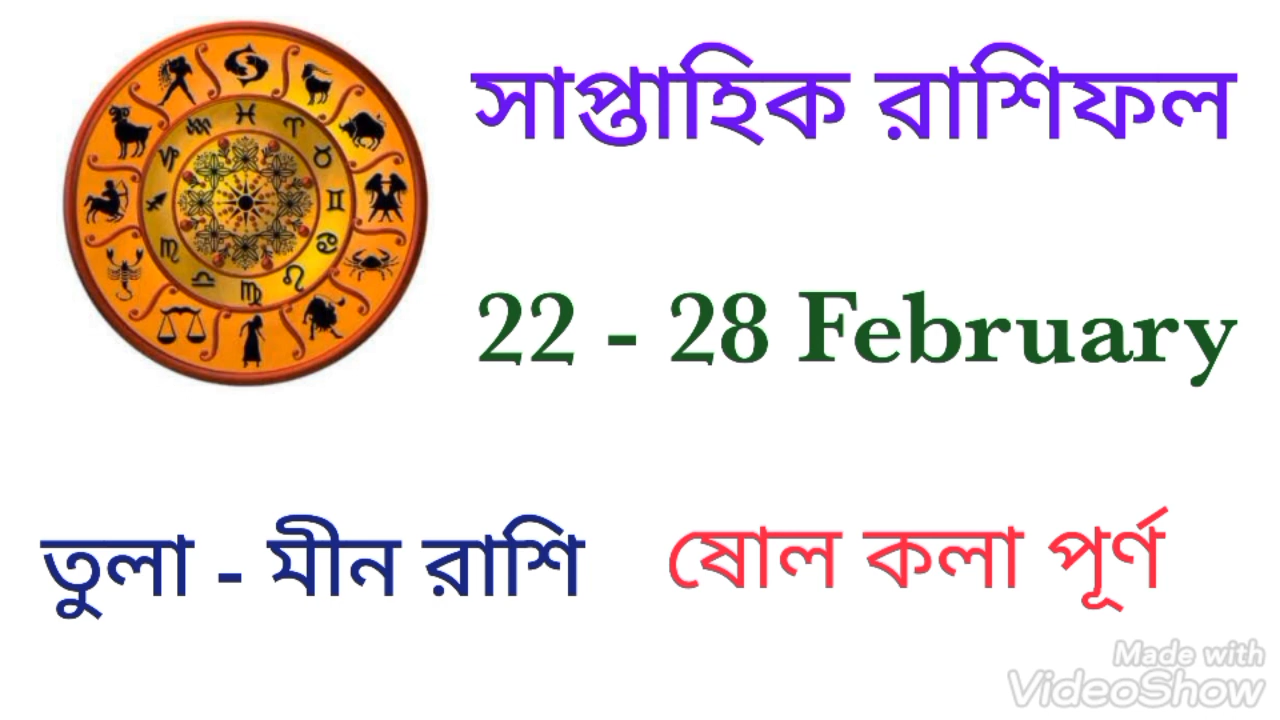 সাপ্তাহিক রাশিফল
22 - 28 February
তুলা - মীন রাশি ষোল কলা পূর্ণ
Made with
VideoShow